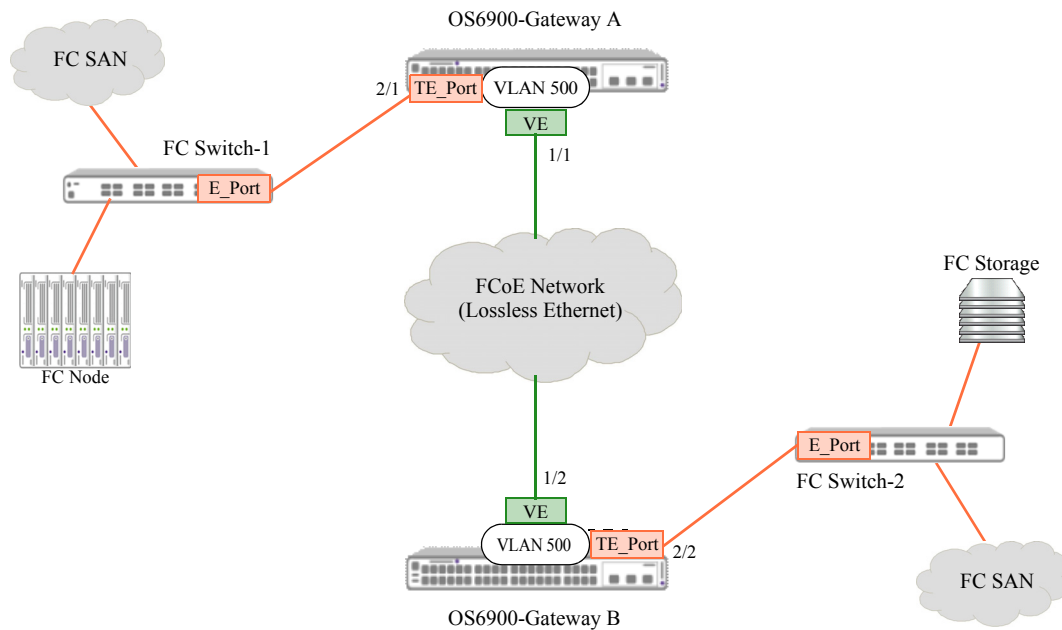 OS6900-Gateway A
FC SAN
2/1
TE_Port
VLAN 500
VE
FC Switch-1
1/1
E_Port
FCoE Network
(Lossless Ethernet)
FC Storage
FC Node
E_Port
1/2
FC Switch-2
VE
VLAN 500
TE_Port
2/2
FC SAN
OS6900-Gateway B